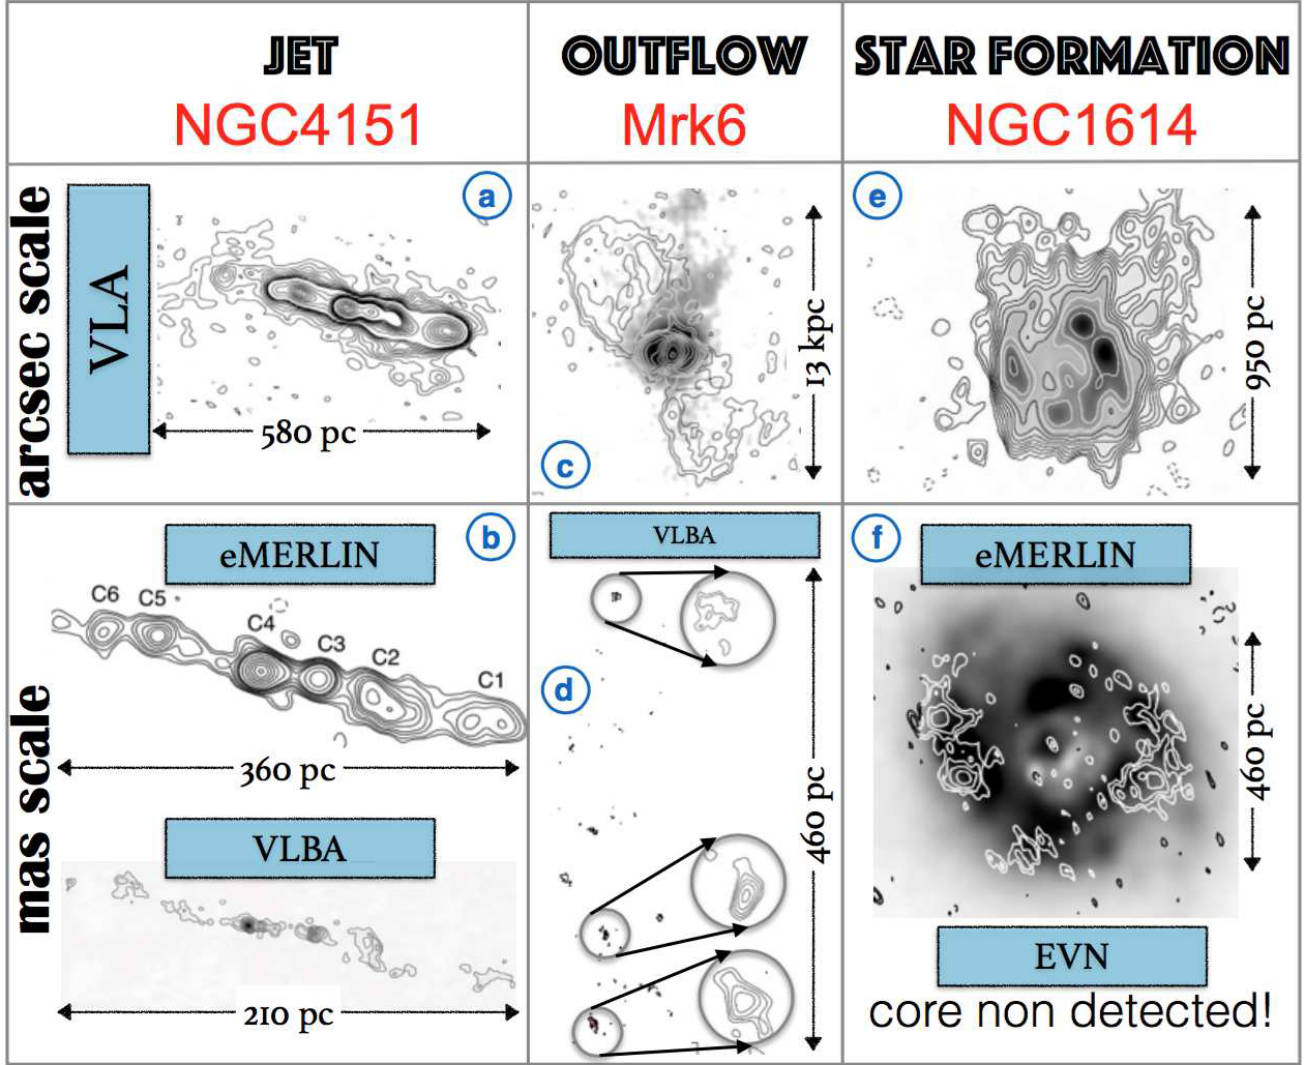 JET
NGC4151
OUTFLOW
Mrk6
STAR FORMATION
NGC1614
arcsec scale
VLA
a
580 pc
c
13 kpc
e
950 pc
mas scale
eMERLIN
b
C6
C5
C4
C3
C2
C1
360 pc
VLBA
210 pc
VLBA
d
460 pc
f
eMERLIN
460 pc
EVN
core non detected!